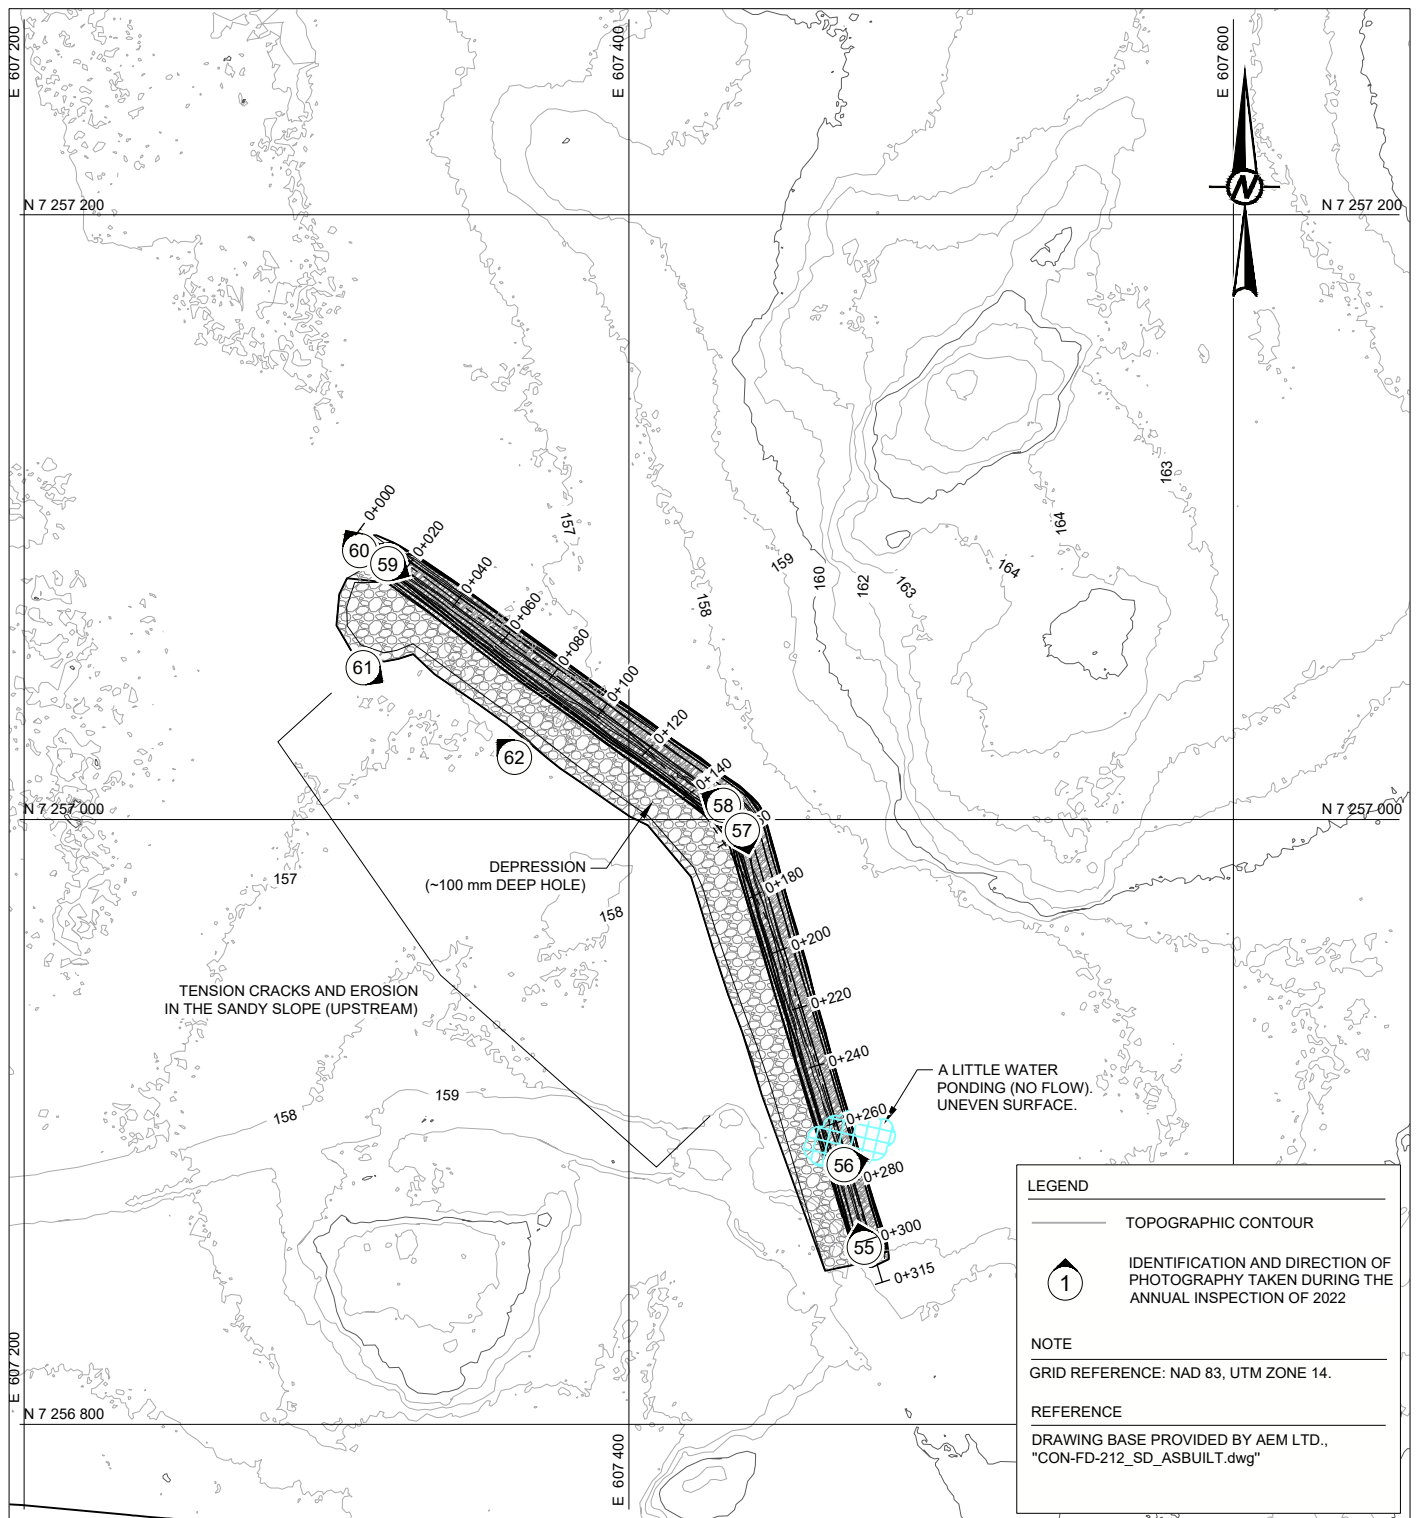 E 607 200
E 607 400
E 607 600
N 7 257 200
N 7 257 200
163
164
164
157
159
160
162
163
158
0+000
0+020
0+040
0+060
0+080
0+100
0+120
0+140
60
59
61
62
58
57
N 7 257 000
N 7 257 000
DEPRESSION
(~100 mm DEEP HOLE)
157
158
0+180
0+200
0+220
0+240
0+260
0+280
0+300
0+315
TENSION CRACKS AND EROSION
IN THE SANDY SLOPE (UPSTREAM)
A LITTLE WATER
PONDING (NO FLOW).
UNEVEN SURFACE.
159
158
56
55
LEGEND
TOPOGRAPHIC CONTOUR
1
IDENTIFICATION AND DIRECTION OF
PHOTOGRAPHY TAKEN DURING THE
ANNUAL INSPECTION OF 2022
NOTE
GRID REFERENCE: NAD 83, UTM ZONE 14.
REFERENCE
DRAWING BASE PROVIDED BY AEM LTD.,
"CON-FD-212_SD_ASBUILT.dwg"
E 607 200
N 7 256 800
E 607 400
N